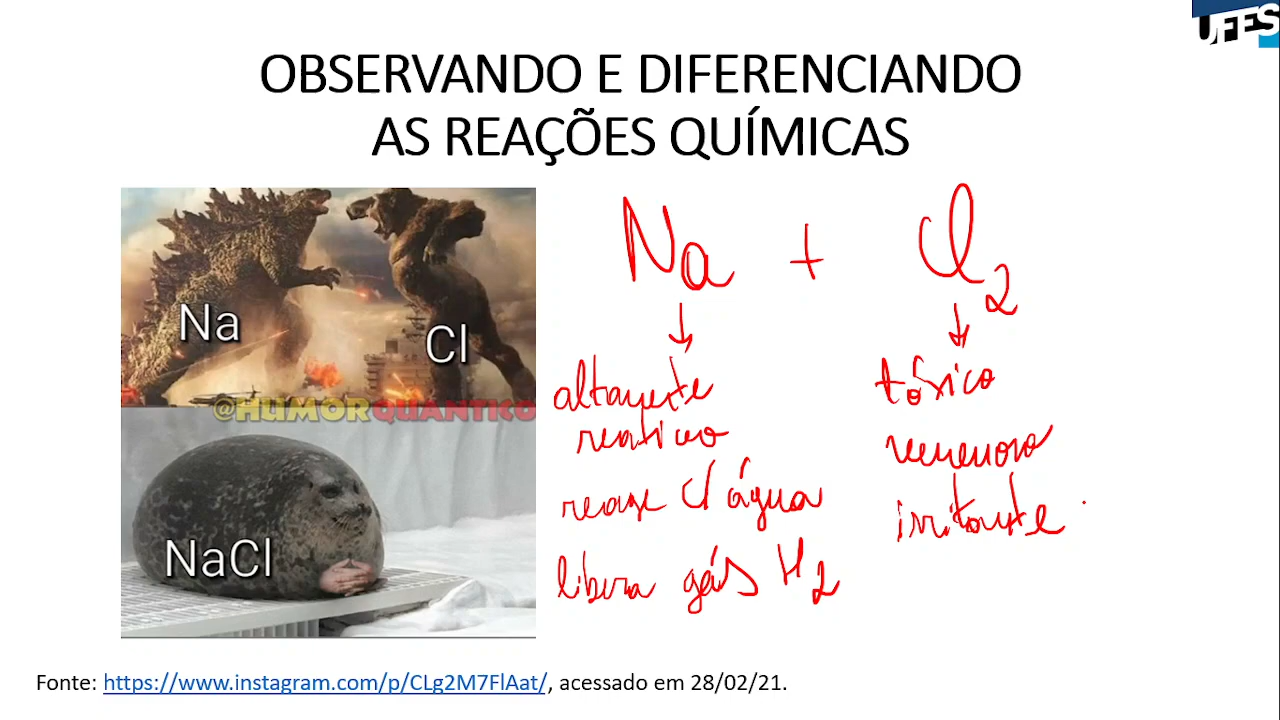 UFES
OBSERVANDO E DIFERENCIANDO
AS REAÇÕES QUÍMICAS
Na
Cl
@HUMORQUANTICO
NaCl
Na + Cl2
altamente
reativo
reage c/ água
libera gás H2
tóxico
venenoso
irritante
Fonte: https://www.instagram.com/p/CLg2M7FlAat/, acessado em 28/02/21.